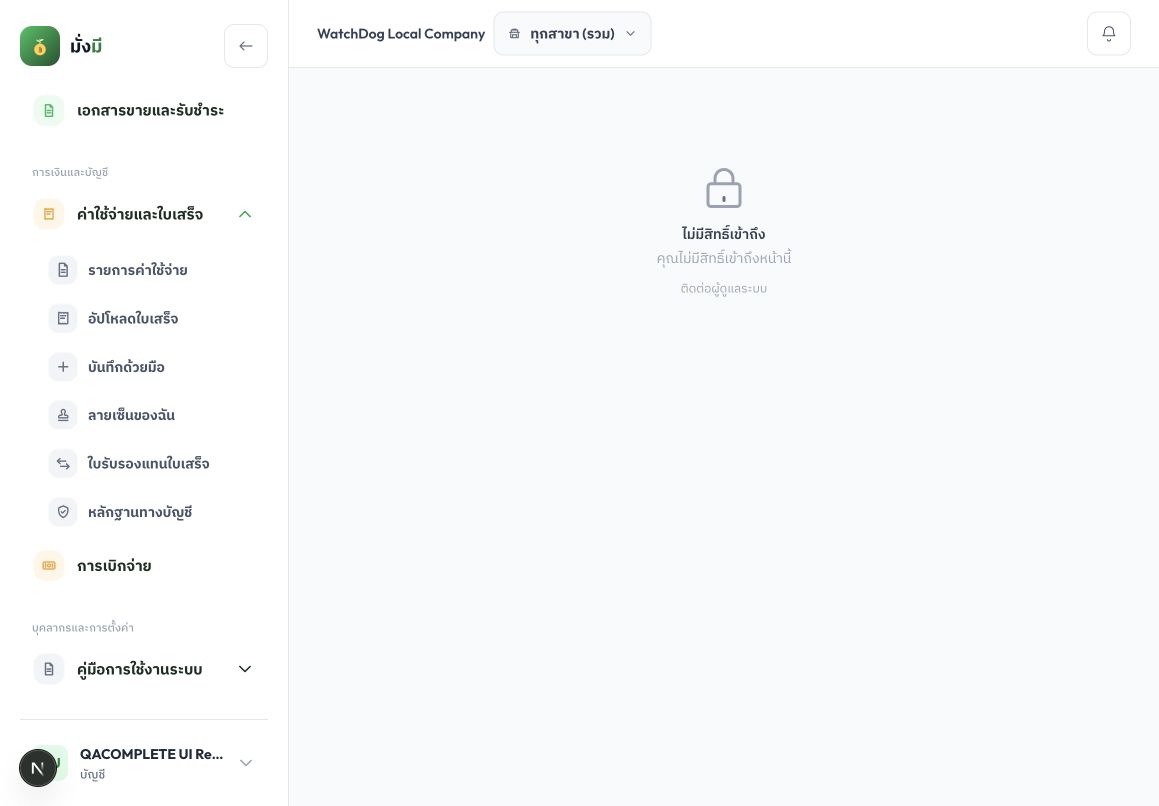 มั่งมี
เอกสารขายและรับชำระ
การเงินและบัญชี
ค่าใช้จ่ายและใบเสร็จ
รายการค่าใช้จ่าย
อัปโหลดใบเสร็จ
บันทึกด้วยมือ
ลายเซ็นของฉัน
ใบรับรองแทนใบเสร็จ
หลักฐานทางบัญชี
การเบิกจ่าย
บุคลากรและการตั้งค่า
คู่มือการใช้งานระบบ
QACOMPLETE UI Re...
บัญชี
N
WatchDog Local Company
ทุกสาขา (รวม)
ไม่มีสิทธิ์เข้าถึง
คุณไม่มีสิทธิ์เข้าถึงหน้านี้
ติดต่อผู้ดูแลระบบ